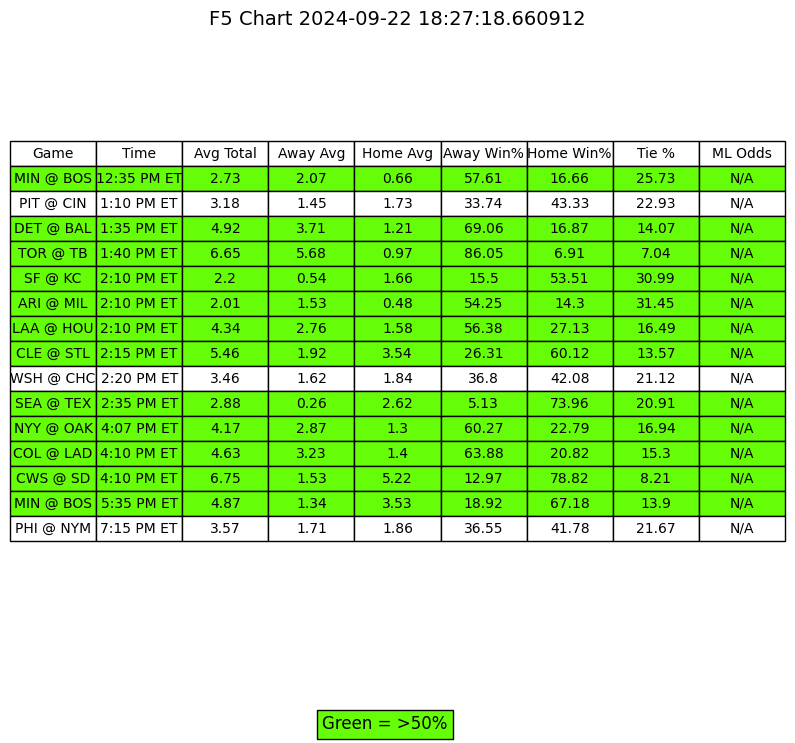 F5 Chart 2024-09-22 18:27:18.660912
Game Time Avg Total Away Avg Home Avg Away Win% Home Win% Tie % ML Odds
MIN @ BOS 12:35 PM ET 2.73 2.07 0.66 57.61 16.66 25.73 N/A
PIT @ CIN 1:10 PM ET 3.18 1.45 1.73 33.74 43.33 22.93 N/A
DET @ BAL 1:35 PM ET 4.92 3.71 1.21 69.06 16.87 14.07 N/A
TOR @ TB 1:40 PM ET 6.65 5.68 0.97 86.05 6.91 7.04 N/A
SF @ KC 2:10 PM ET 2.2 0.54 1.66 15.5 53.51 30.99 N/A
ARI @ MIL 2:10 PM ET 2.01 1.53 0.48 54.25 14.3 31.45 N/A
LAA @ HOU 2:10 PM ET 4.34 2.76 1.58 56.38 27.13 16.49 N/A
CLE @ STL 2:15 PM ET 5.46 1.92 3.54 26.31 60.12 13.57 N/A
WSH @ CHC 2:20 PM ET 3.46 1.62 1.84 36.8 42.08 21.12 N/A
SEA @ TEX 2:35 PM ET 2.88 0.26 2.62 5.13 73.96 20.91 N/A
NYY @ OAK 4:07 PM ET 4.17 2.87 1.3 60.27 22.79 16.94 N/A
COL @ LAD 4:10 PM ET 4.63 3.23 1.4 63.88 20.82 15.3 N/A
CWS @ SD 4:10 PM ET 6.75 1.53 5.22 12.97 78.82 8.21 N/A
MIN @ BOS 5:35 PM ET 4.87 1.34 3.53 18.92 67.18 13.9 N/A
PHI @ NYM 7:15 PM ET 3.57 1.71 1.86 36.55 41.78 21.67 N/A
Green = >50%